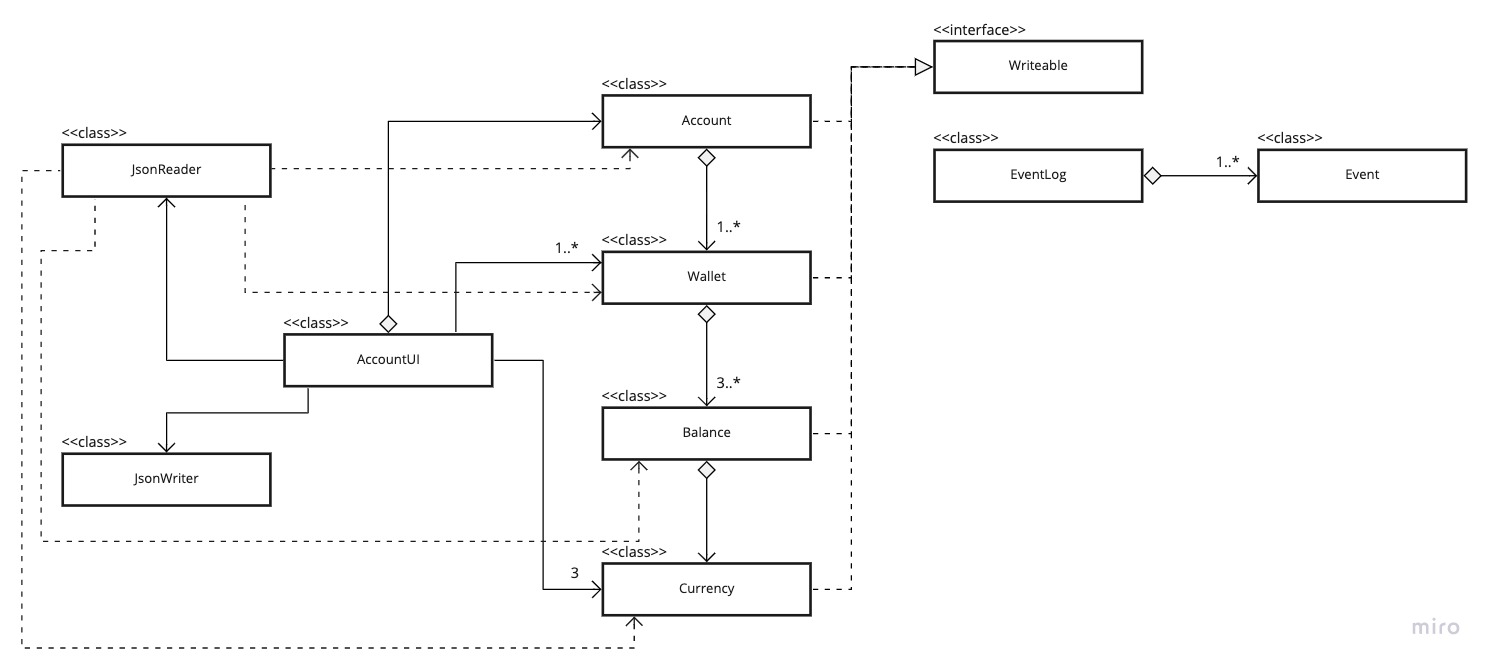 <<interface>>
Writeable
<<class>>
Account
<<class>>
JsonReader
<<class>>
EventLog
1..*
<<class>>
Event
1..*
<<class>>
Wallet
1..*
<<class>>
AccountUI
3..*
<<class>>
Balance
<<class>>
JsonWriter
<<class>>
Currency
3
miro